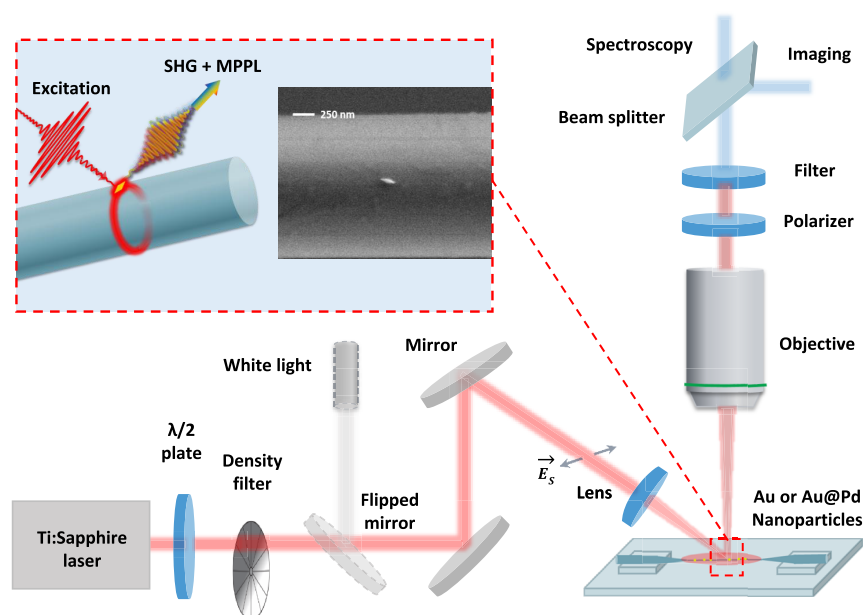 SHG + MPPL
Excitation
250 nm
Spectroscopy
Imaging
Beam splitter
Filter
Polarizer
Objective
Mirror
White light
λ/2
plate
Density
filter
Flipped
mirror
E⃗s
Lens
Au or Au@Pd
Nanoparticles
Ti:Sapphire
laser